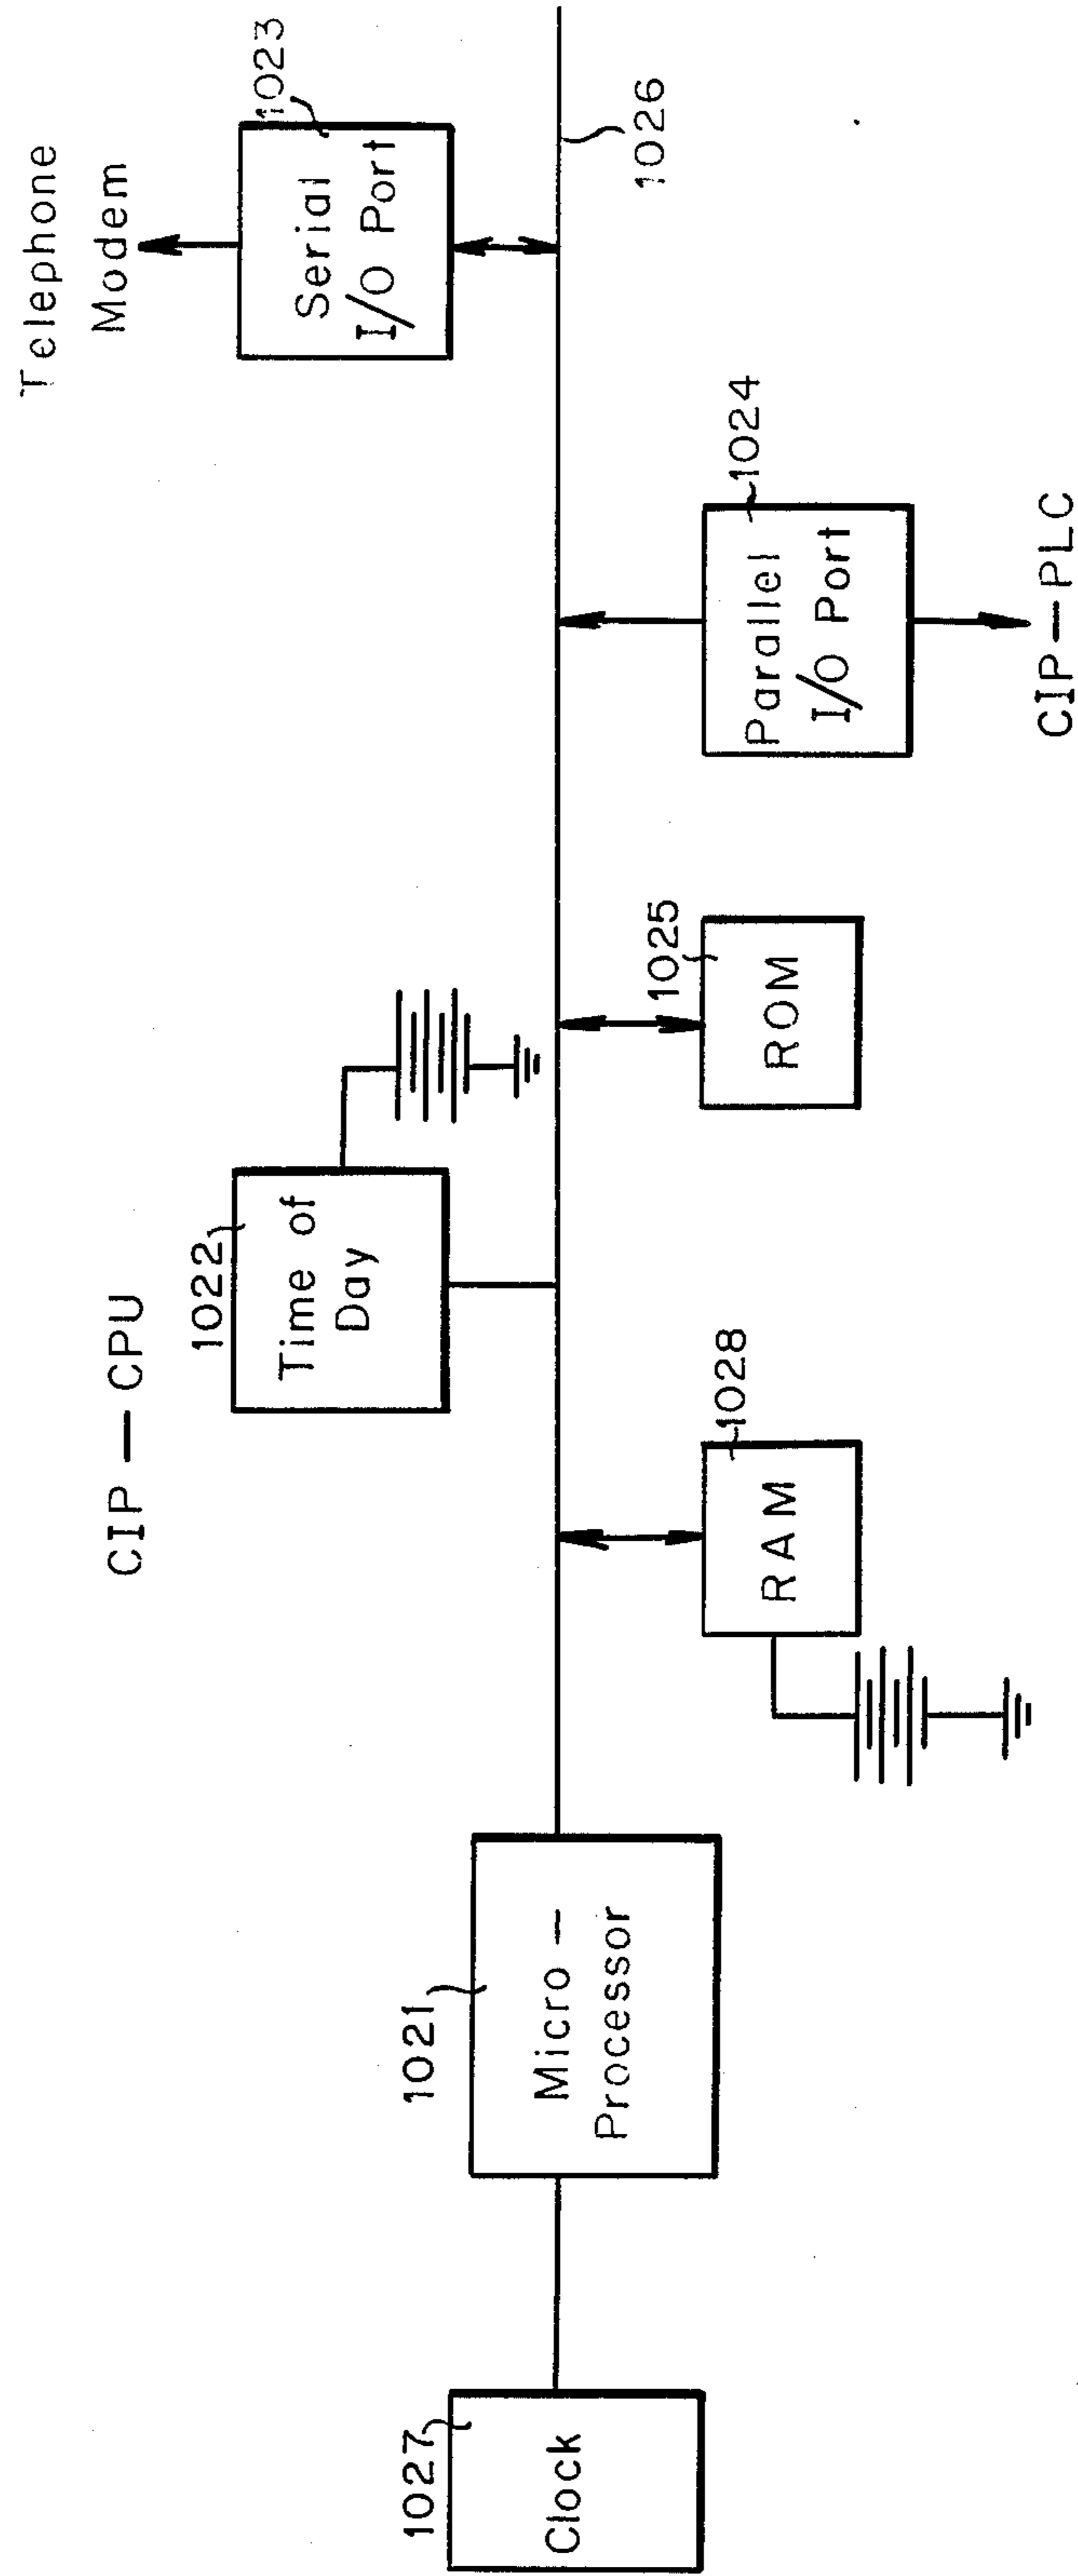 CIP — CPU
Telephone
Modem
1023
Serial
I/O Port
1022
Time of
Day
1026
1027
Clock
1021
Micro –
Processor
1028
RAM
1025
ROM
1024
Parallel
I/O Port
CIP — PLC